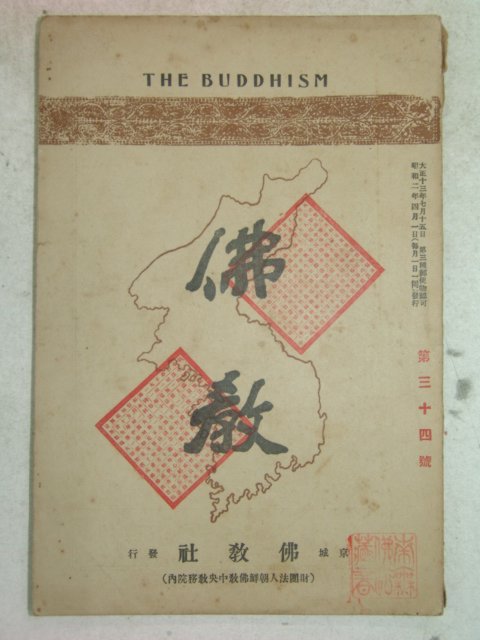 THE BUDDHISM
大正十三年七月十五日 第三種郵便物認可
昭和二年四月一日(每月一日一回)發行
第三十四號
佛
敎
京城 佛敎社 發行
(財團法人朝鮮佛敎中央敎務院內)